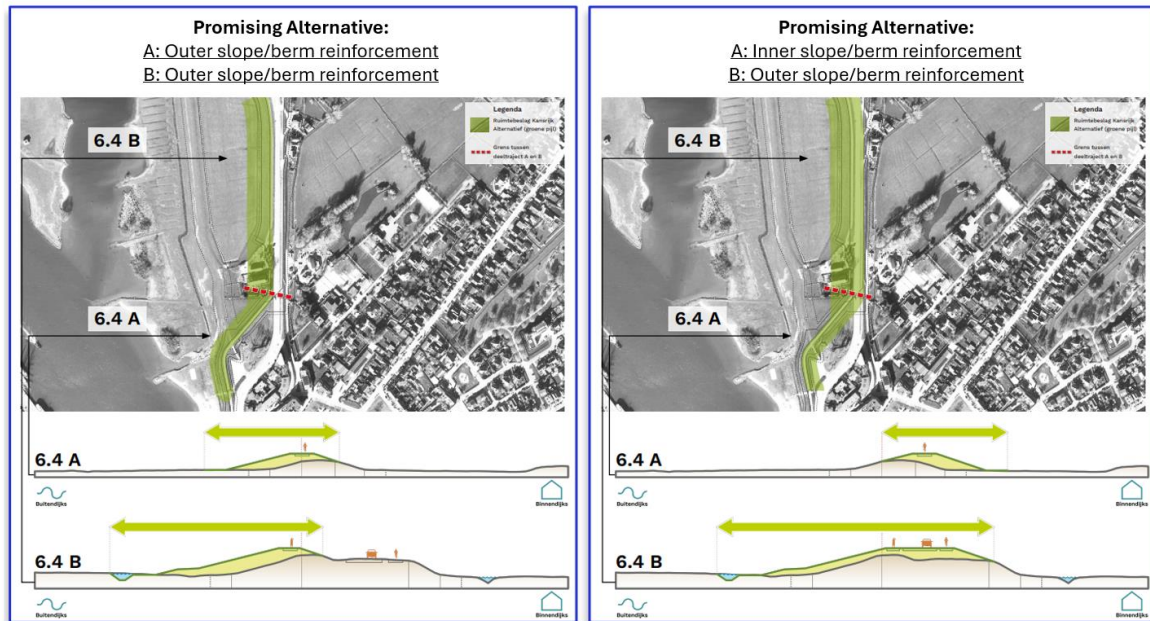 Promising Alternative:
A: Outer slope/berm reinforcement
B: Outer slope/berm reinforcement
Legenda
Ruimtebeslag Kansrijk
Alternatief (groene pijl)
Grens tussen
deeltraject A en B
6.4 B
6.4 A
6.4 A
Buitendijks
Binnendijks
6.4 B
Buitendijks
Binnendijks
Promising Alternative:
A: Inner slope/berm reinforcement
B: Outer slope/berm reinforcement
Legenda
Ruimtebeslag Kansrijk
Alternatief (groene pijl)
Grens tussen
deeltraject A en B
6.4 B
6.4 A
6.4 A
Buitendijks
Binnendijks
6.4 B
Buitendijks
Binnendijks